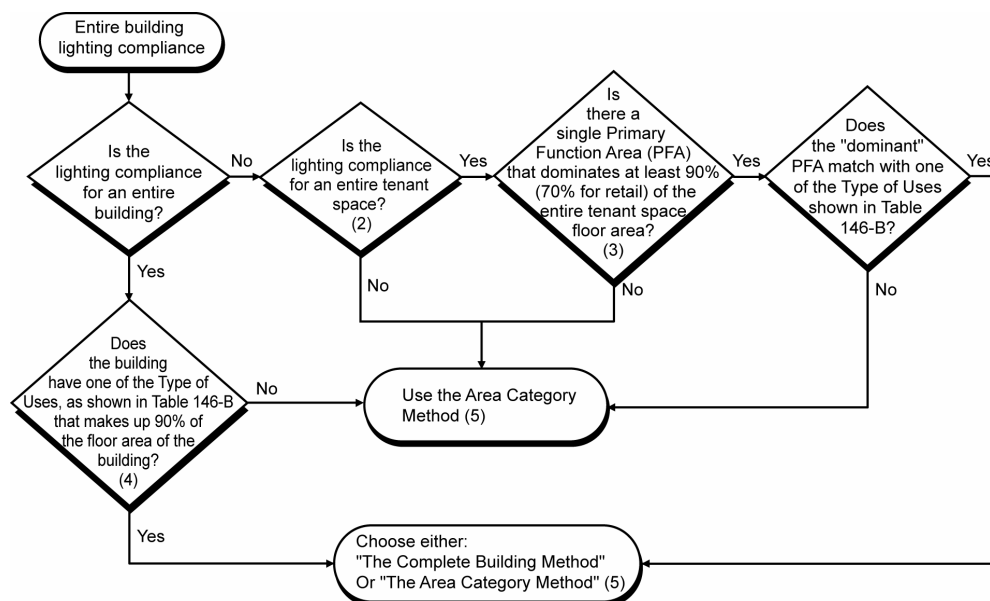 Entire building
lighting compliance
Is the
lighting compliance
for an entire
building?
No
Is the
lighting compliance
for an entire tenant
space?
(2)
Yes
Is
there a
single Primary
Function Area (PFA)
that dominates at least 90%
(70% for retail) of the
entire tenant space
floor area?
(3)
Yes
Does
the "dominant"
PFA match with one
of the Type of Uses
shown in Table
146-B?
Yes
Yes
No
No
No
Does
the building
have one of the Type of
Uses, as shown in Table 146-B
that makes up 90% of
the floor area of the
building?
(4)
No
Use the Area Category
Method (5)
Yes
Choose either:
"The Complete Building Method"
Or "The Area Category Method" (5)